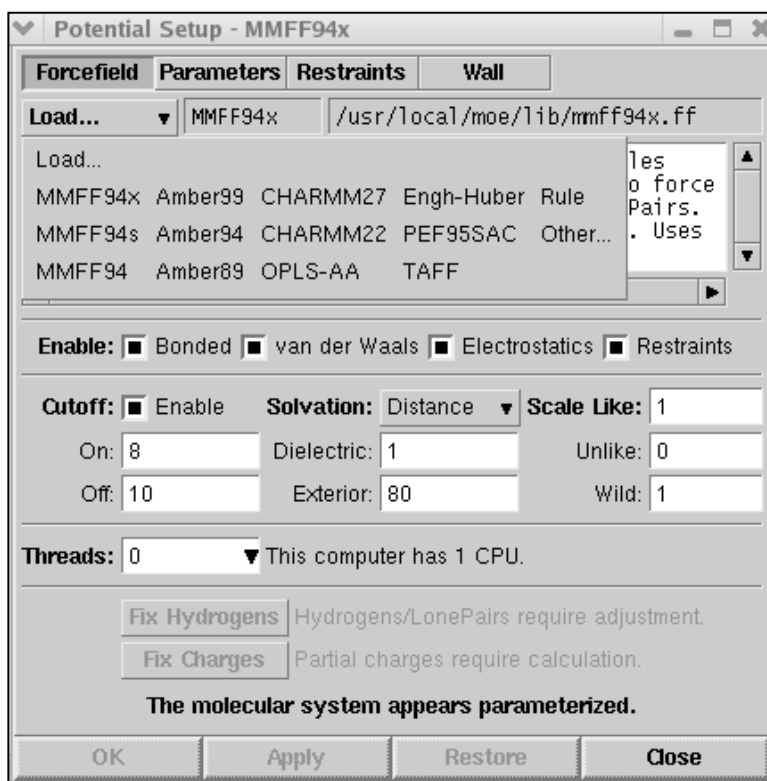 Potential Setup - MMFF94x
Forcefield Parameters Restraints Wall
Load... MMFF94x /usr/local/moe/lib/mmff94x.ff
Load... les
MMFF94x Amber99 CHARMM27 Engh-Huber Rule o force
Pairs.
MMFF94s Amber94 CHARMM22 PEF95SAC Other... . Uses
MMFF94 Amber89 OPLS-AA TAFF
Enable: Bonded van der Waals Electrostatics Restraints
Cutoff: Enable Solvation: Distance Scale Like: 1
On: 8 Dielectric: 1 Unlike: 0
Off: 10 Exterior: 80 Wild: 1
Threads: 0 This computer has 1 CPU.
Fix Hydrogens Hydrogens/LonePairs require adjustment.
Fix Charges Partial charges require calculation.
The molecular system appears parameterized.
OK Apply Restore Close